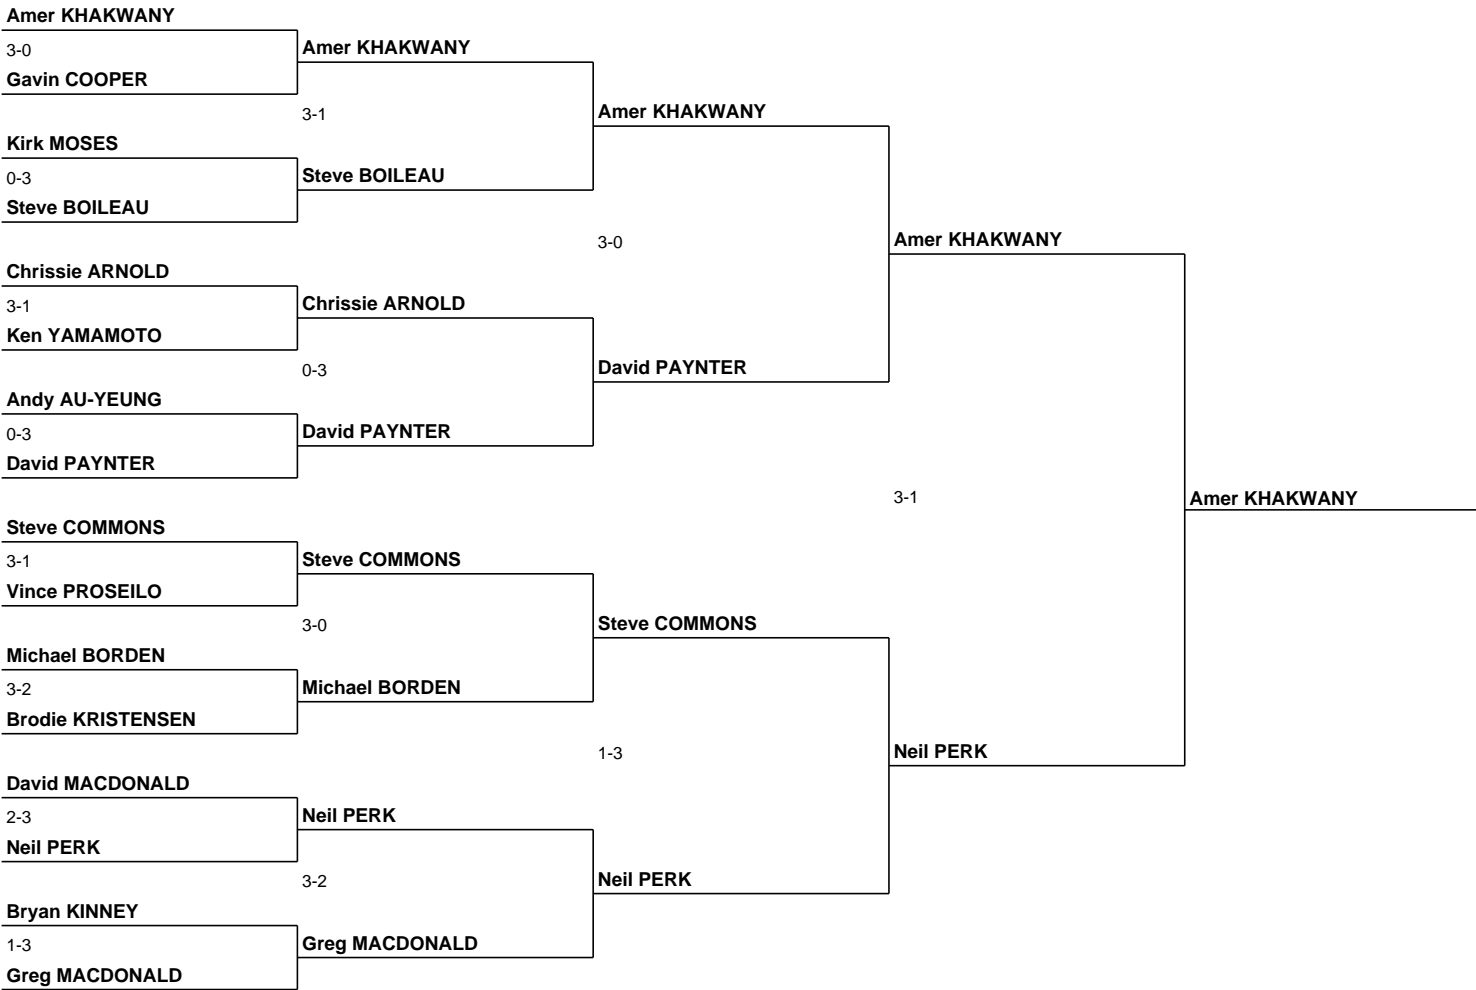 Amer KHAKWANY
3-0
Gavin COOPER
Kirk MOSES
0-3
Steve BOILEAU
Chrissie ARNOLD
3-1
Ken YAMAMOTO
Andy AU-YEUNG
0-3
David PAYNTER
Steve COMMONS
3-1
Vince PROSEILO
Michael BORDEN
3-2
Brodie KRISTENSEN
David MACDONALD
2-3
Neil PERK
Bryan KINNEY
1-3
Greg MACDONALD
Amer KHAKWANY
3-1
Steve BOILEAU
Chrissie ARNOLD
0-3
David PAYNTER
Steve COMMONS
3-0
Michael BORDEN
Neil PERK
3-2
Greg MACDONALD
Amer KHAKWANY
3-0
David PAYNTER
Steve COMMONS
1-3
Neil PERK
Amer KHAKWANY
3-1
Neil PERK
Amer KHAKWANY